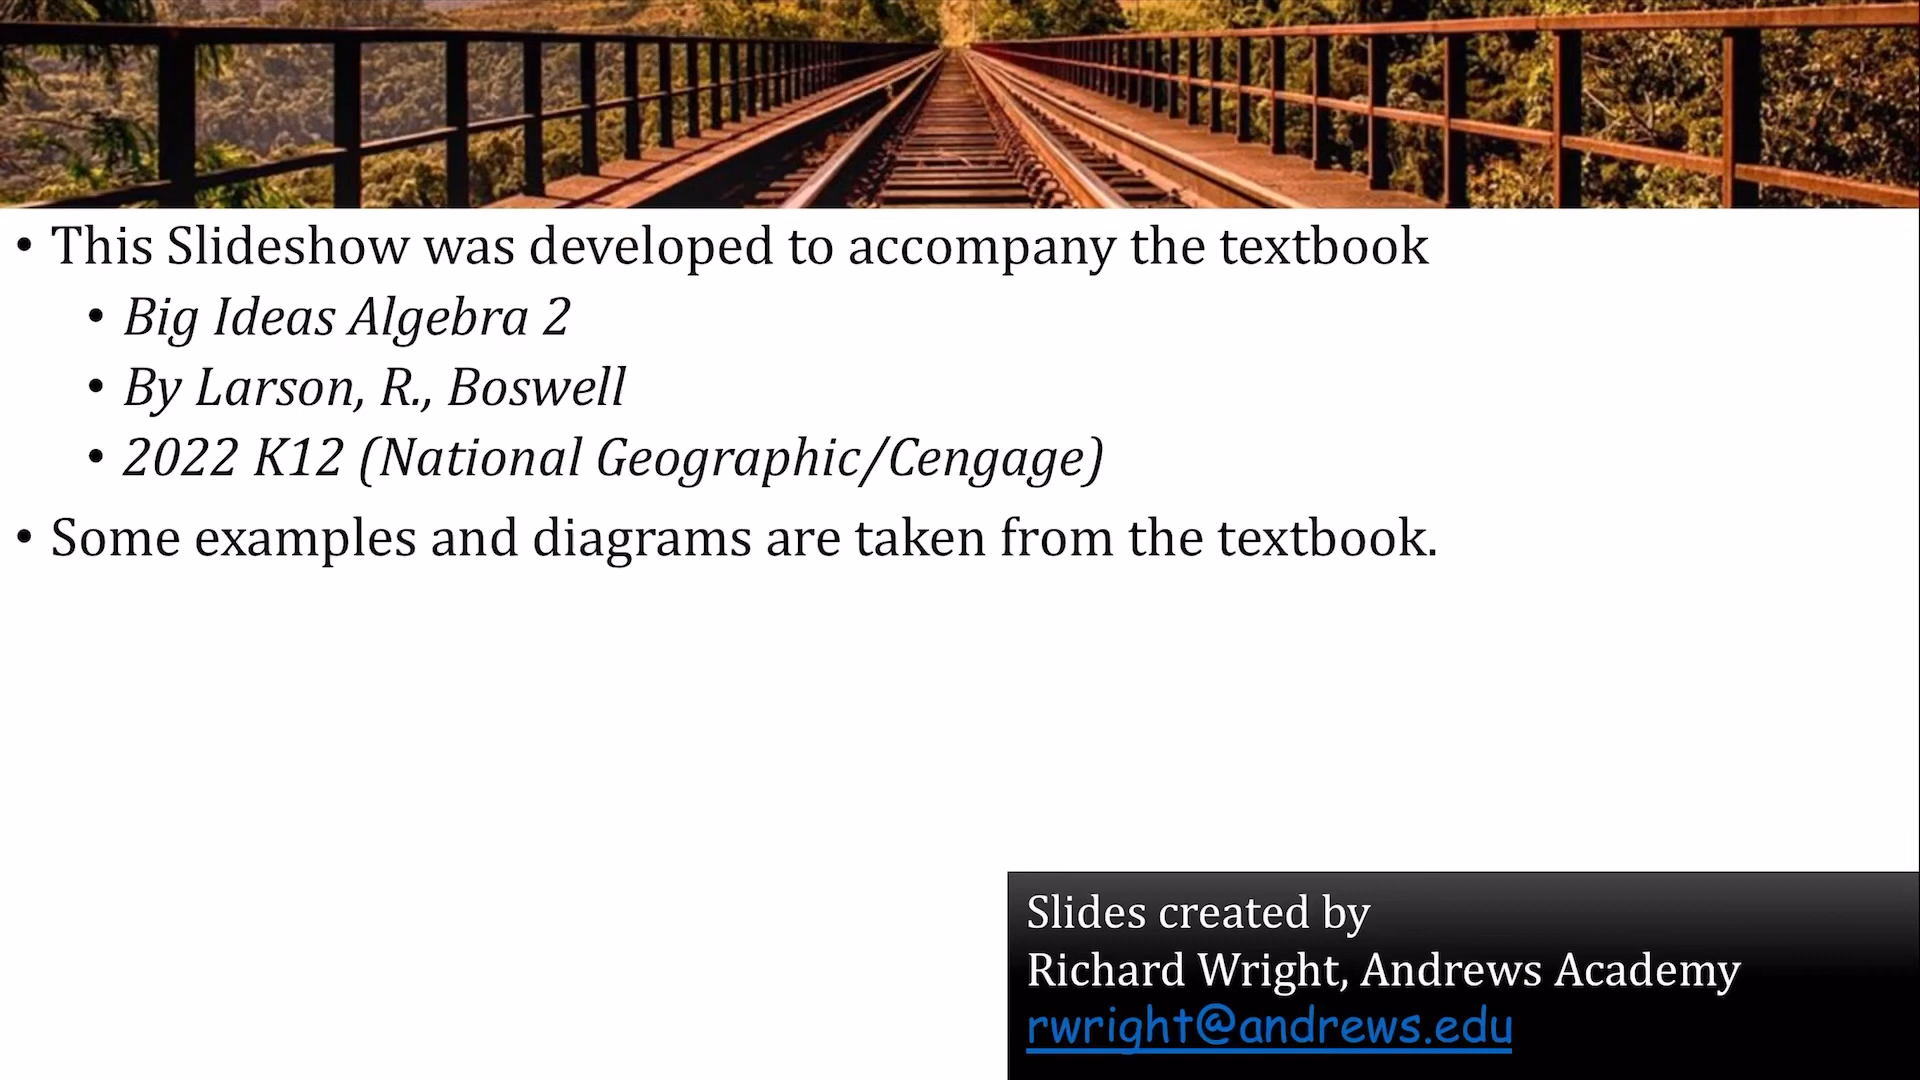 • This Slideshow was developed to accompany the textbook
• Big Ideas Algebra 2
• By Larson, R., Boswell
• 2022 K12 (National Geographic/Cengage)
• Some examples and diagrams are taken from the textbook.
Slides created by
Richard Wright, Andrews Academy
rwright@andrews.edu